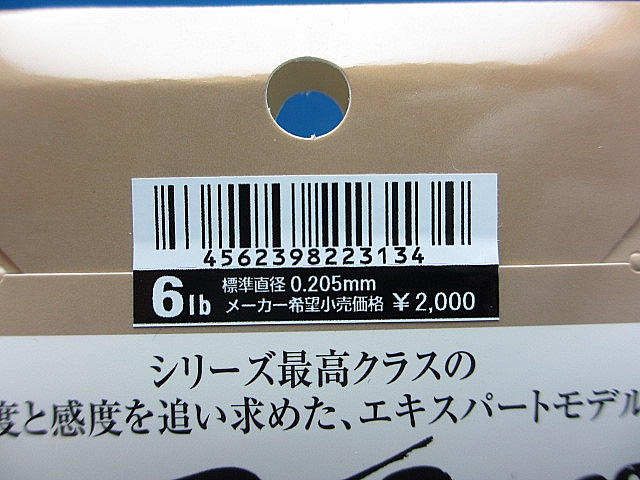 4562398223134
6lb 標準直径 0.205mm
メーカー希望小売価格 ￥2,000
シリーズ最高クラスの
度と感度を追い求めた、エキスパートモデル